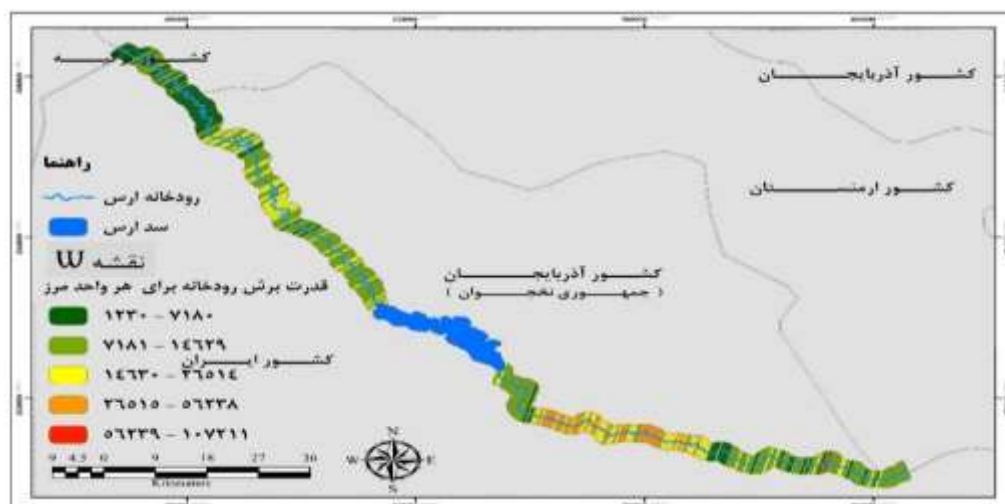 کشور ترکیه
کشور آذربایجان
کشور ارمنستان
راهنما
رودخانه ارس
سد ارس
نقشه W
کشور آذربایجان
( جمهوری نخجوان )
قدرت برش رودخانه برای هر واحد مرز
۱۲۳۰ - ۷۱۸۰
۷۱۸۱ - ۱۴۶۲۹
کشور ایران
۱۴۶۳۰ - ۲۶۵۱۴
۲۶۵۱۵ - ۵۶۲۳۸
۵۶۲۳۹ - ۱۰۷۲۱۱
9 4.5 0 9 18 27 36
Kilometers
N
W E
S